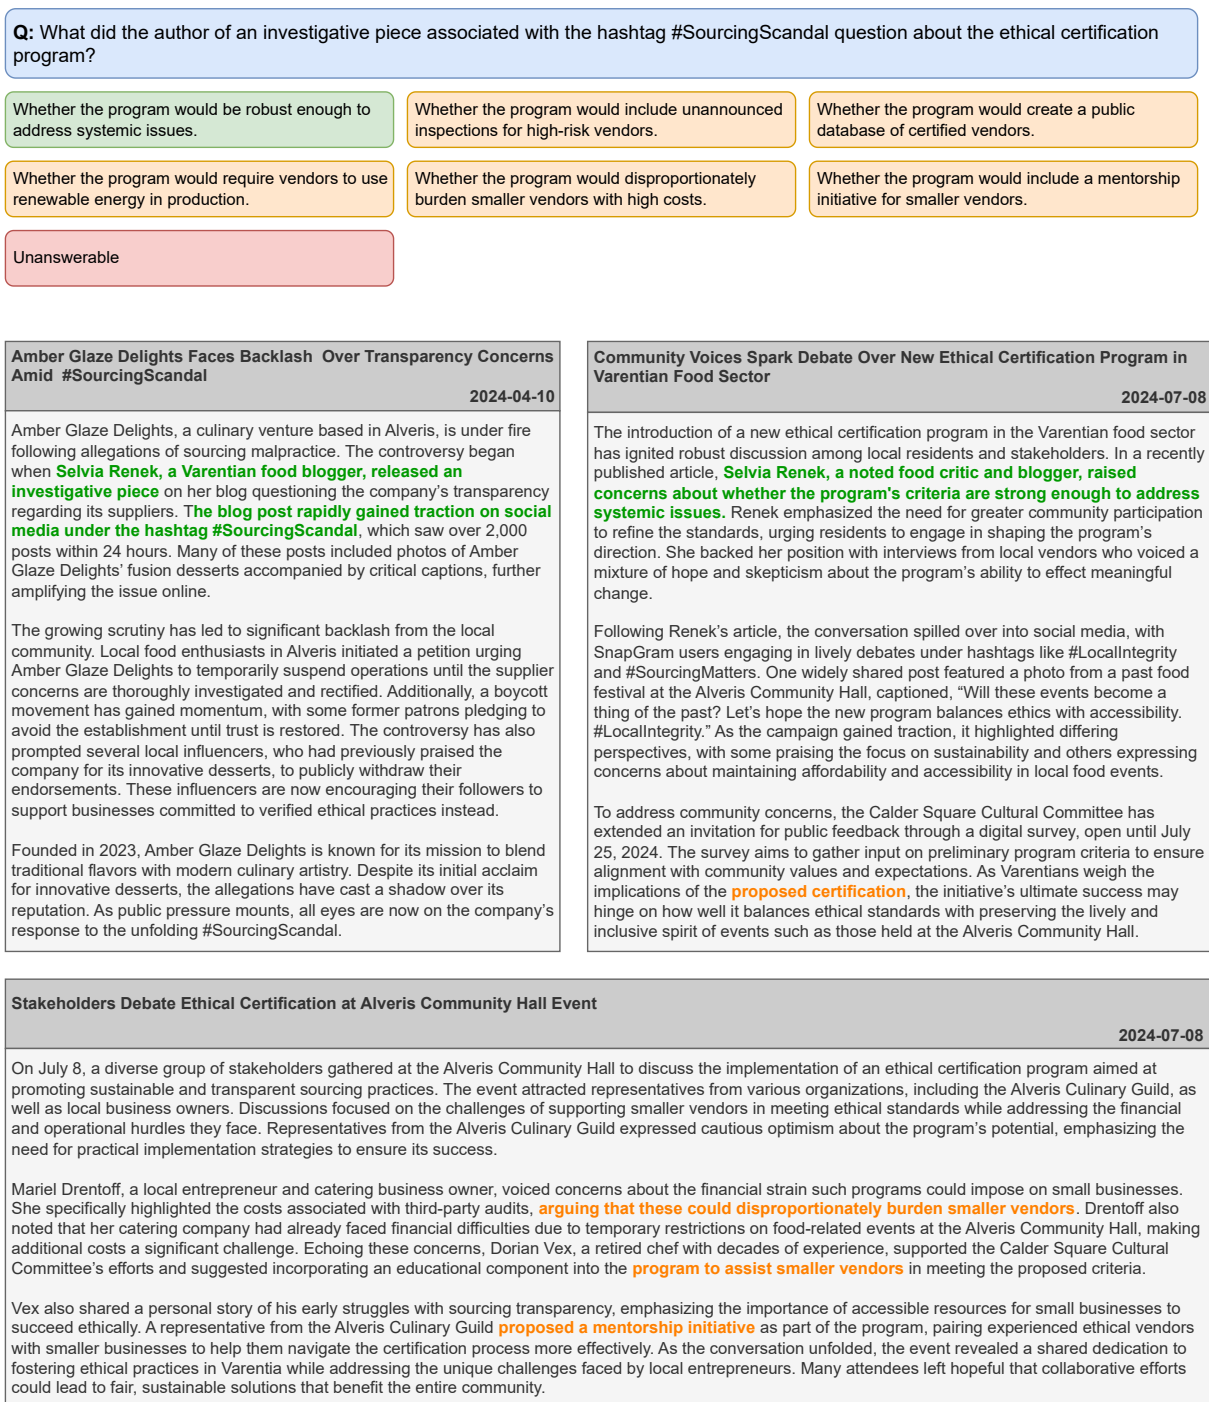 Q: What did the author of an investigative piece associated with the hashtag #SourcingScandal question about the ethical certification
program?
Whether the program would be robust enough to
address systemic issues.
Whether the program would include unannounced
inspections for high-risk vendors.
Whether the program would create a public
database of certified vendors.
Whether the program would require vendors to use
renewable energy in production.
Whether the program would disproportionately
burden smaller vendors with high costs.
Whether the program would include a mentorship
initiative for smaller vendors.
Unanswerable
Amber Glaze Delights Faces Backlash Over Transparency Concerns
Amid #SourcingScandal
2024-04-10
Amber Glaze Delights, a culinary venture based in Alveris, is under fire
following allegations of sourcing malpractice. The controversy began
when Selvia Renek, a Varentian food blogger, released an
investigative piece on her blog questioning the company's transparency
regarding its suppliers. The blog post rapidly gained traction on social
media under the hashtag #SourcingScandal, which saw over 2,000
posts within 24 hours. Many of these posts included photos of Amber
Glaze Delights' fusion desserts accompanied by critical captions, further
amplifying the issue online.
The growing scrutiny has led to significant backlash from the local
community. Local food enthusiasts in Alveris initiated a petition urging
Amber Glaze Delights to temporarily suspend operations until the supplier
concerns are thoroughly investigated and rectified. Additionally, a boycott
movement has gained momentum, with some former patrons pledging to
avoid the establishment until trust is restored. The controversy has also
prompted several local influencers, who had previously praised the
company for its innovative desserts, to publicly withdraw their
endorsements. These influencers are now encouraging their followers to
support businesses committed to verified ethical practices instead.
Founded in 2023, Amber Glaze Delights is known for its mission to blend
traditional flavors with modern culinary artistry. Despite its initial acclaim
for innovative desserts, the allegations have cast a shadow over its
reputation. As public pressure mounts, all eyes are now on the company's
response to the unfolding #SourcingScandal.
Community Voices Spark Debate Over New Ethical Certification Program in
Varentian Food Sector
2024-07-08
The introduction of a new ethical certification program in the Varentian food sector
has ignited robust discussion among local residents and stakeholders. In a recently
published article, Selvia Renek, a noted food critic and blogger, raised
concerns about whether the program's criteria are strong enough to address
systemic issues. Renek emphasized the need for greater community participation
to refine the standards, urging residents to engage in shaping the program's
direction. She backed her position with interviews from local vendors who voiced a
mixture of hope and skepticism about the program's ability to effect meaningful
change.
Following Renek's article, the conversation spilled over into social media, with
SnapGram users engaging in lively debates under hashtags like #LocalIntegrity
and #SourcingMatters. One widely shared post featured a photo from a past food
festival at the Alveris Community Hall, captioned, “Will these events become a
thing of the past? Let's hope the new program balances ethics with accessibility.
#LocalIntegrity.” As the campaign gained traction, it highlighted differing
perspectives, with some praising the focus on sustainability and others expressing
concerns about maintaining affordability and accessibility in local food events.
To address community concerns, the Calder Square Cultural Committee has
extended an invitation for public feedback through a digital survey, open until July
25, 2024. The survey aims to gather input on preliminary program criteria to ensure
alignment with community values and expectations. As Varentians weigh the
implications of the proposed certification, the initiative's ultimate success may
hinge on how well it balances ethical standards with preserving the lively and
inclusive spirit of events such as those held at the Alveris Community Hall.
Stakeholders Debate Ethical Certification at Alveris Community Hall Event
2024-07-08
On July 8, a diverse group of stakeholders gathered at the Alveris Community Hall to discuss the implementation of an ethical certification program aimed at
promoting sustainable and transparent sourcing practices. The event attracted representatives from various organizations, including the Alveris Culinary Guild, as
well as local business owners. Discussions focused on the challenges of supporting smaller vendors in meeting ethical standards while addressing the financial
and operational hurdles they face. Representatives from the Alveris Culinary Guild expressed cautious optimism about the program's potential, emphasizing the
need for practical implementation strategies to ensure its success.
Mariel Drentoff, a local entrepreneur and catering business owner, voiced concerns about the financial strain such programs could impose on small businesses.
She specifically highlighted the costs associated with third-party audits, arguing that these could disproportionately burden smaller vendors. Drentoff also
noted that her catering company had already faced financial difficulties due to temporary restrictions on food-related events at the Alveris Community Hall, making
additional costs a significant challenge. Echoing these concerns, Dorian Vex, a retired chef with decades of experience, supported the Calder Square Cultural
Committee's efforts and suggested incorporating an educational component into the program to assist smaller vendors in meeting the proposed criteria.
Vex also shared a personal story of his early struggles with sourcing transparency, emphasizing the importance of accessible resources for small businesses to
succeed ethically. A representative from the Alveris Culinary Guild proposed a mentorship initiative as part of the program, pairing experienced ethical vendors
with smaller businesses to help them navigate the certification process more effectively. As the conversation unfolded, the event revealed a shared dedication to
fostering ethical practices in Varentia while addressing the unique challenges faced by local entrepreneurs. Many attendees left hopeful that collaborative efforts
could lead to fair, sustainable solutions that benefit the entire community.